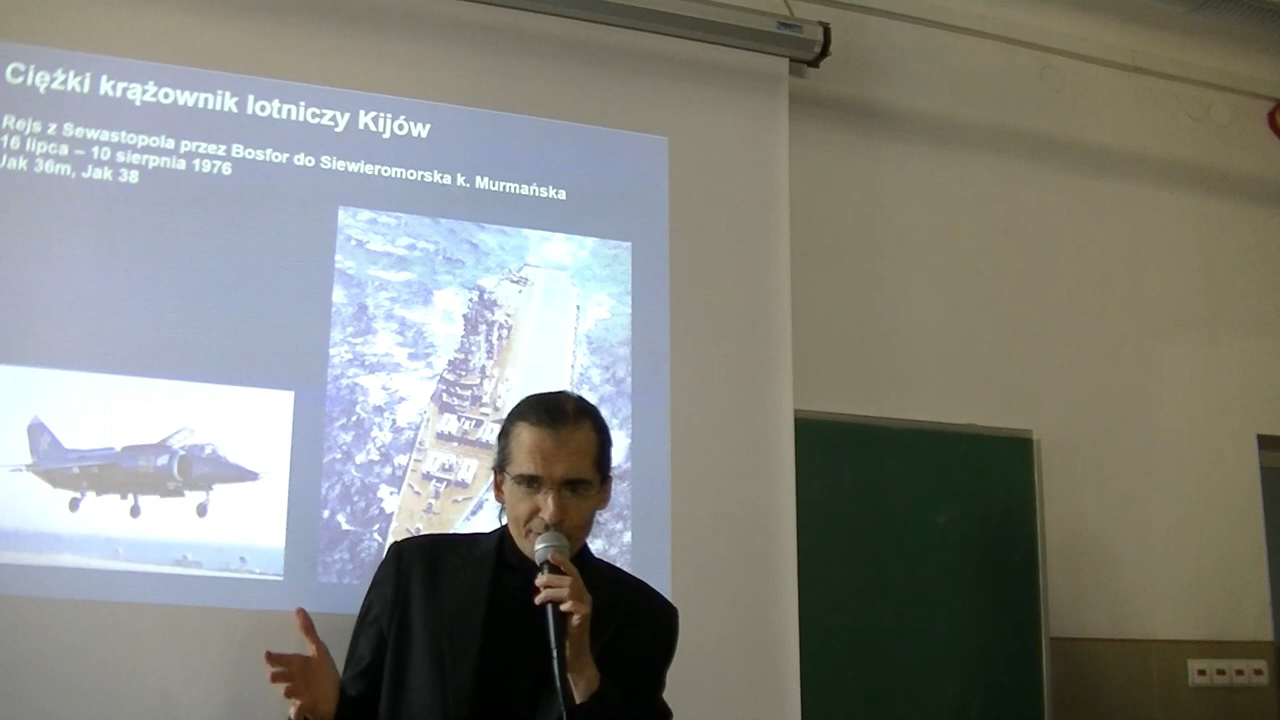 Ciężki krążownik lotniczy Kijów
Rejs z Sewastopola przez Bosfor do Siewieromorska k. Murmańska
16 lipca – 10 sierpnia 1976
Jak 36m, Jak 38